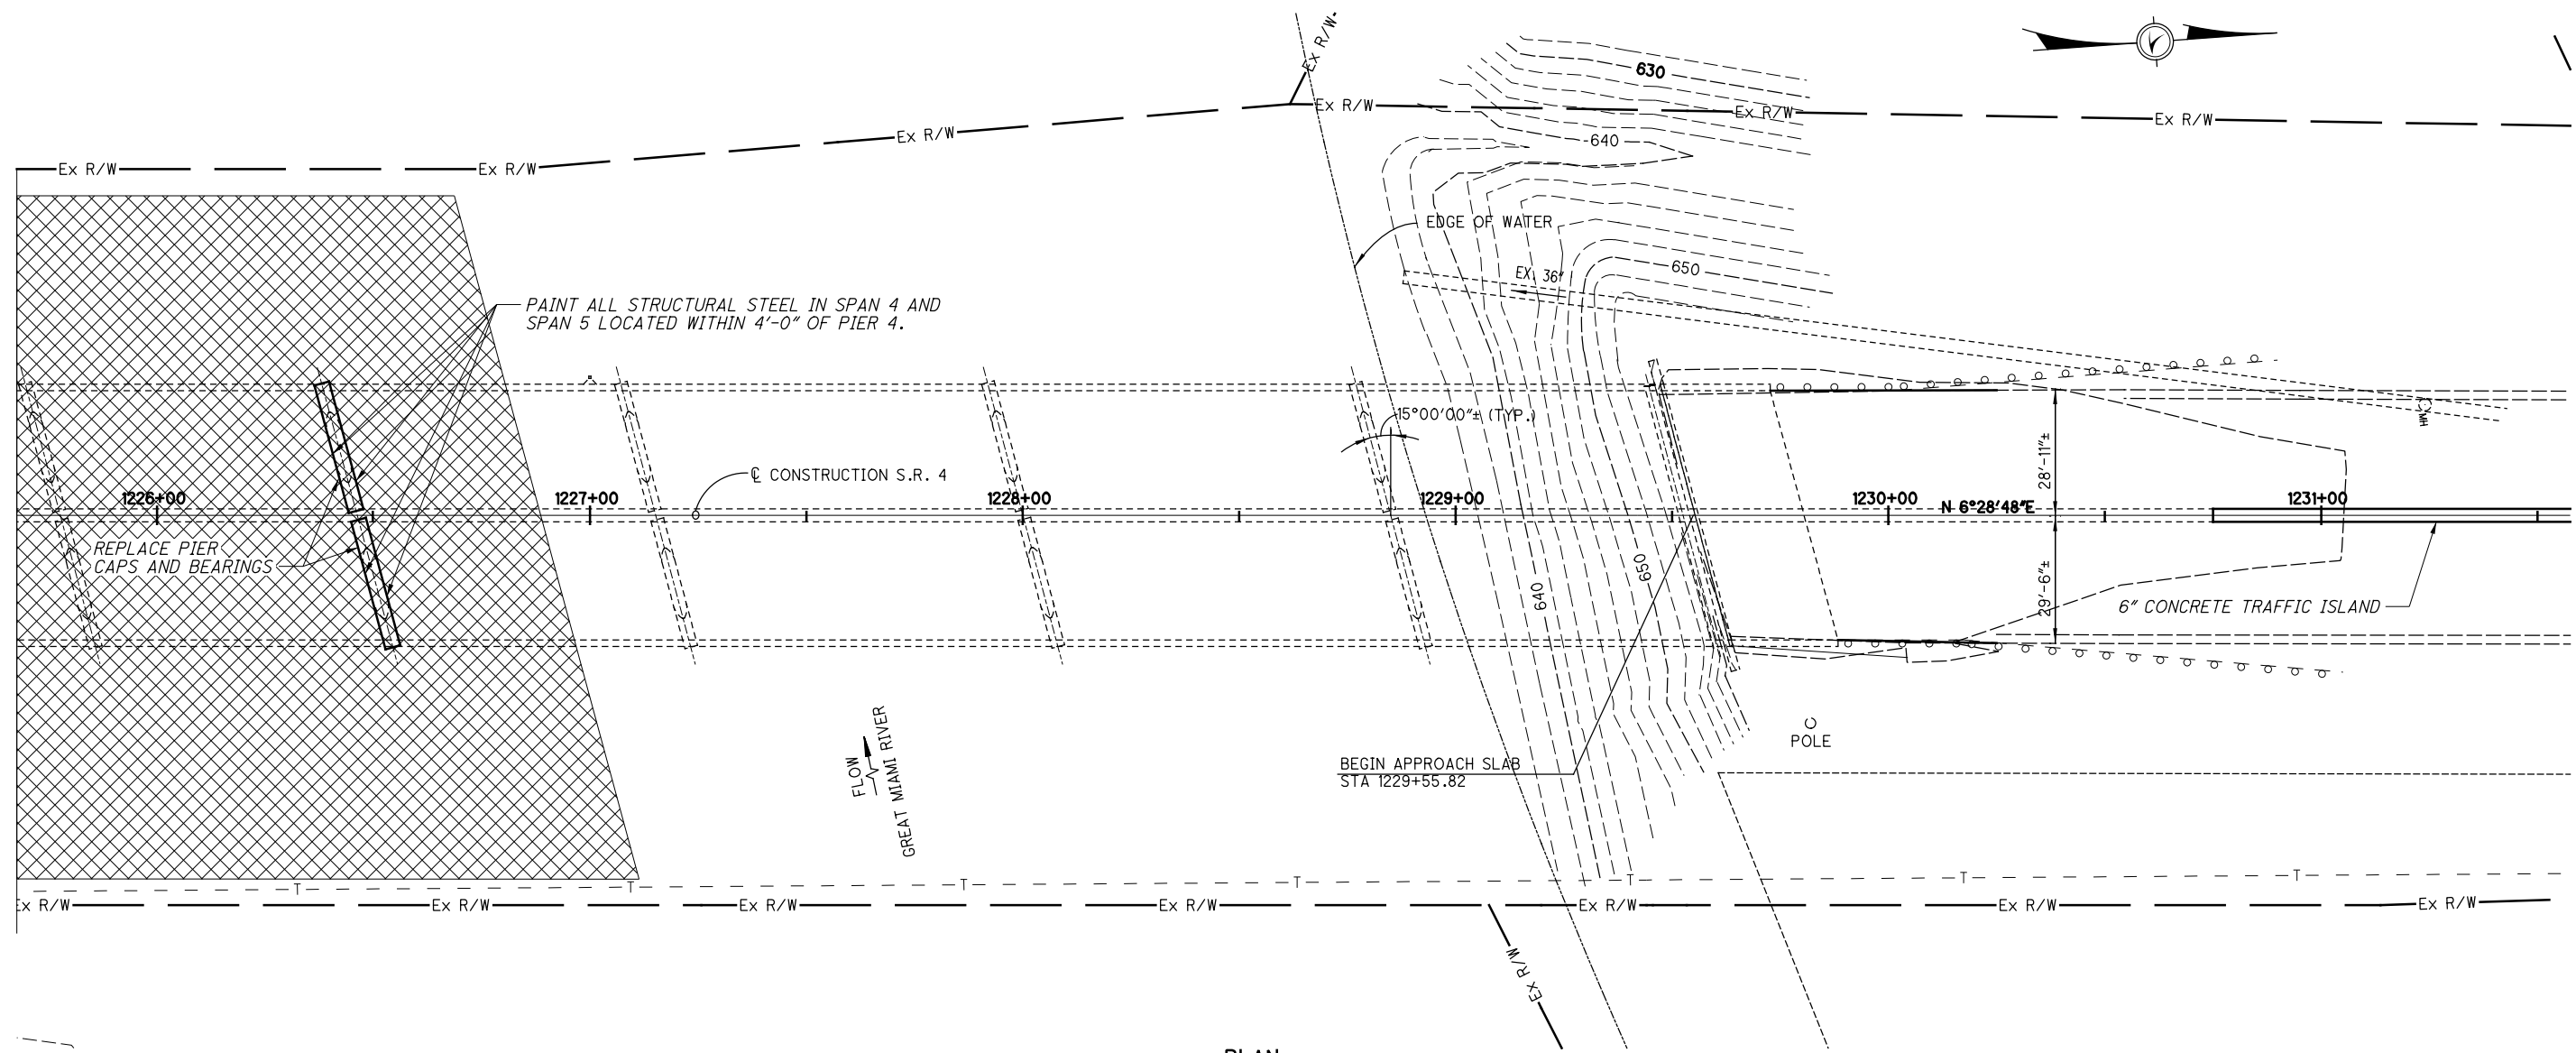 Ex R/W
630
Ex R/W
Ex R/W
Ex R/W
Ex R/W
640
Ex R/W
Ex R/W
EDGE OF WATER
650
EX. 36"
PAINT ALL STRUCTURAL STEEL IN SPAN 4 AND
SPAN 5 LOCATED WITHIN 4'-0" OF PIER 4.
15°00'00"± (TYP.)
MH
28'-11"±
℄ CONSTRUCTION S.R. 4
1226+00
1227+00
1228+00
1229+00
1230+00
N 6°28'48"E
1231+00
REPLACE PIER
CAPS AND BEARINGS
650
640
29'-6"±
6" CONCRETE TRAFFIC ISLAND
FLOW
GREAT MIAMI RIVER
POLE
BEGIN APPROACH SLAB
STA 1229+55.82
T
T
T
T
T
T
T
Ex R/W
Ex R/W
Ex R/W
Ex R/W
Ex R/W
Ex R/W
Ex R/W
Ex R/W
PLAN